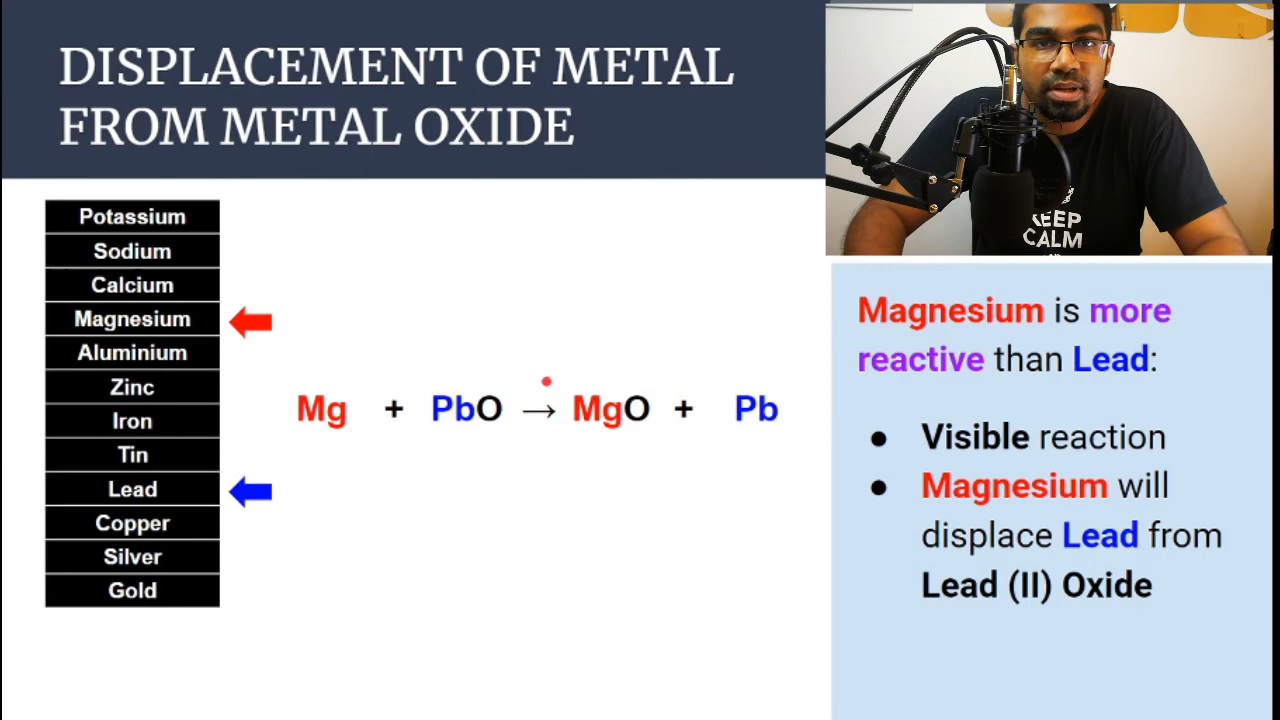 DISPLACEMENT OF METAL
FROM METAL OXIDE
Potassium
Sodium
Calcium
Magnesium
Aluminium
Zinc
Iron
Tin
Lead
Copper
Silver
Gold
Mg + PbO → MgO + Pb
KEEP
CALM
Magnesium is more
reactive than Lead:
● Visible reaction
● Magnesium will
displace Lead from
Lead (II) Oxide